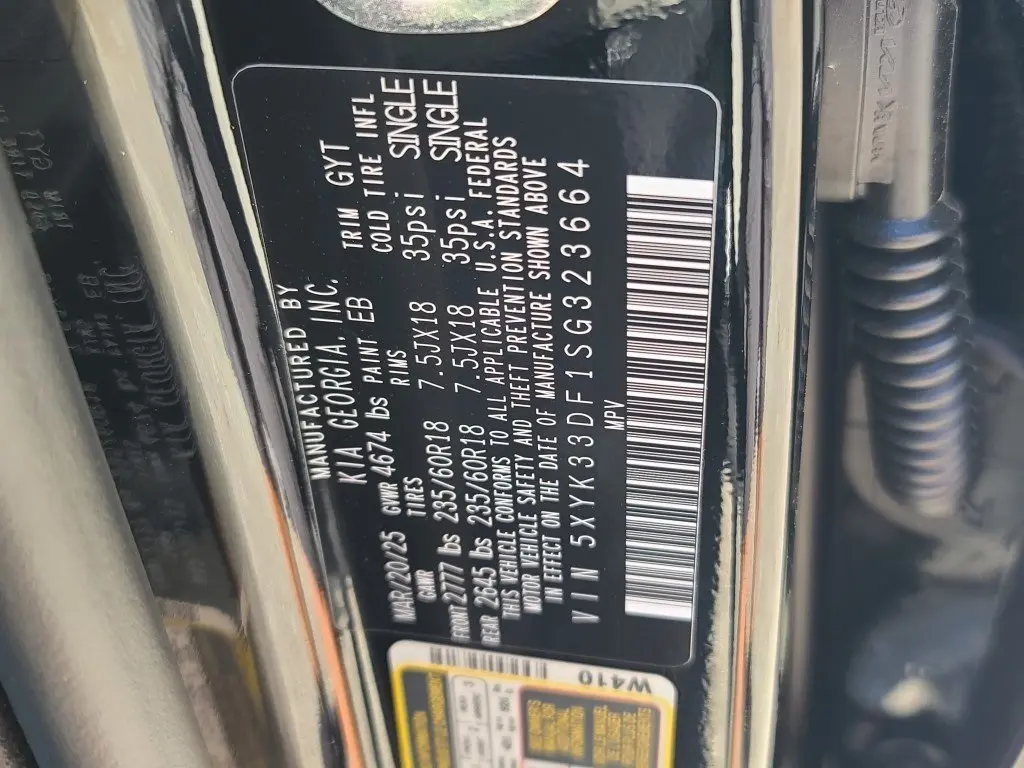 MANUFACTURED BY
KIA GEORGIA, INC.
MAR/20/25 GVWR 4674 lbs PAINT EB TRIM GYT
GAWR TIRES RIMS COLD TIRE INFL
FRONT 2777 lbs 235/60R18 7.5JX18 35psi SINGLE
REAR 2645 lbs 235/60R18 7.5JX18 35psi SINGLE
THIS VEHICLE CONFORMS TO ALL APPLICABLE U.S.A. FEDERAL
MOTOR VEHICLE SAFETY AND THEFT PREVENTION STANDARDS
IN EFFECT ON THE DATE OF MANUFACTURE SHOWN ABOVE
VIN 5XYK33DF1SG323664
MPV
W410